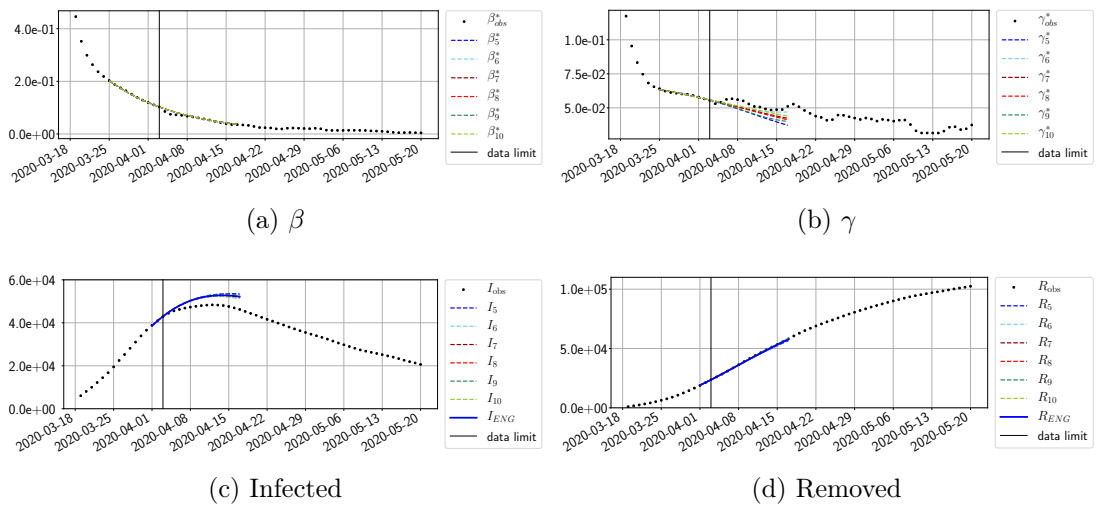 4.0e−01
2.0e−01
0.0e+00
2020-03-18
2020-03-25
2020-04-01
2020-04-08
2020-04-15
2020-04-22
2020-04-29
2020-05-06
2020-05-13
2020-05-20
β*obs
β*5
β*6
β*7
β*8
β*9
β*10
data limit
(a) β
1.0e−01
7.5e−02
5.0e−02
2020-03-18
2020-03-25
2020-04-01
2020-04-08
2020-04-15
2020-04-22
2020-04-29
2020-05-06
2020-05-13
2020-05-20
γ*obs
γ*5
γ*6
γ*7
γ*8
γ*9
γ*10
data limit
(b) γ
6.0e+04
4.0e+04
2.0e+04
0.0e+00
2020-03-18
2020-03-25
2020-04-01
2020-04-08
2020-04-15
2020-04-22
2020-04-29
2020-05-06
2020-05-13
2020-05-20
Iobs
I5
I6
I7
I8
I9
I10
IENG
data limit
(c) Infected
1.0e+05
5.0e+04
0.0e+00
2020-03-18
2020-03-25
2020-04-01
2020-04-08
2020-04-15
2020-04-22
2020-04-29
2020-05-06
2020-05-13
2020-05-20
Robs
R5
R6
R7
R8
R9
R10
RENG
data limit
(d) Removed